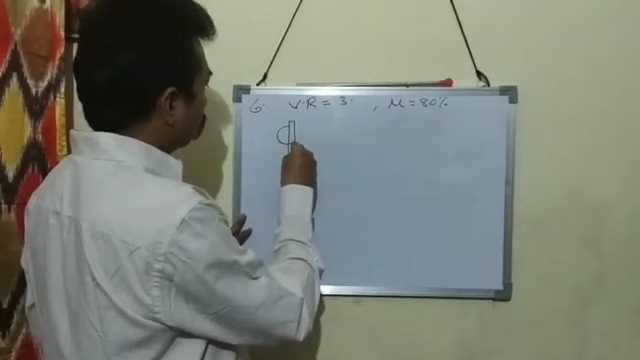 6. V.R = 3 , M = 80%